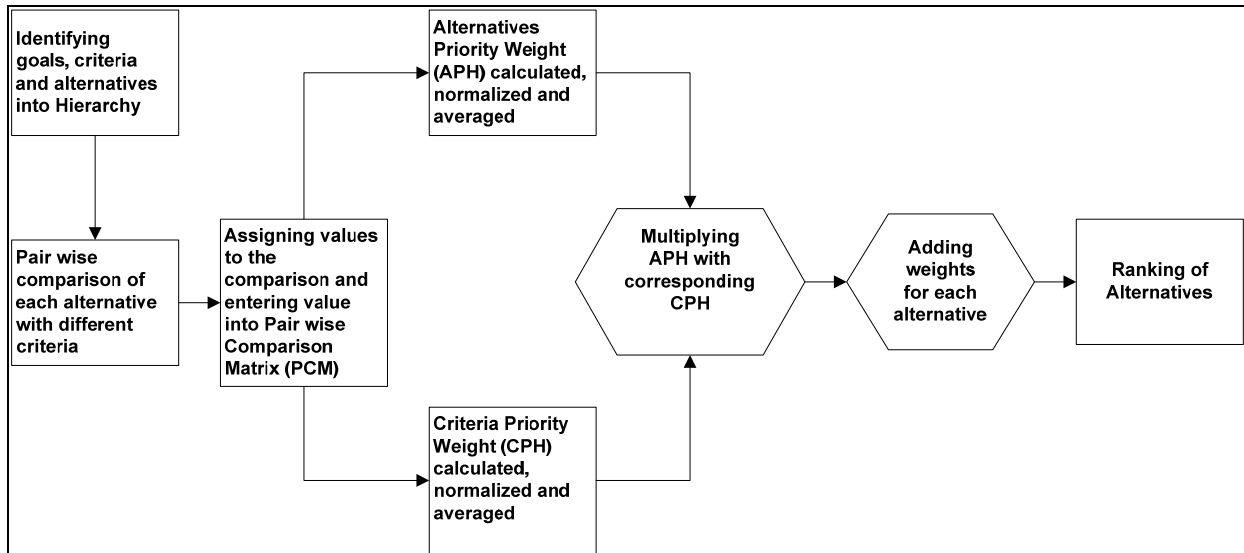 Identifying
goals, criteria
and alternatives
into Hierarchy
Pair wise
comparison of
each alternative
with different
criteria
Assigning values
to the
comparison and
entering value
into Pair wise
Comparison
Matrix (PCM)
Alternatives
Priority Weight
(APH) calculated,
normalized and
averaged
Criteria Priority
Weight (CPH)
calculated,
normalized and
averaged
Multiplying
APH with
corresponding
CPH
Adding
weights
for each
alternative
Ranking of
Alternatives